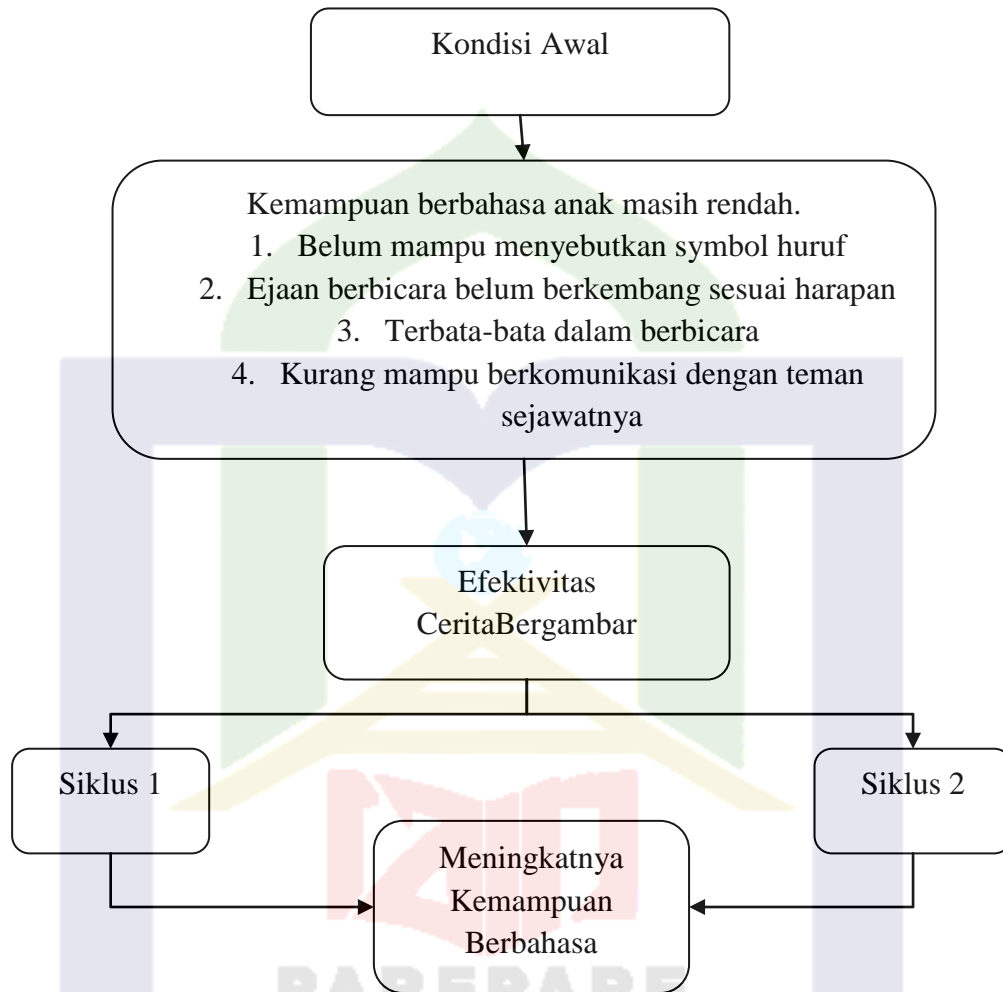 Kondisi Awal
Kemampuan berbahasa anak masih rendah.
1. Belum mampu menyebutkan symbol huruf
2. Ejaan berbicara belum berkembang sesuai harapan
3. Terbata-bata dalam berbicara
4. Kurang mampu berkomunikasi dengan teman
sejawatnya
Efektivitas
CeritaBergambar
Siklus 1
Siklus 2
Meningkatnya
Kemampuan
Berbahasa
PAREPARE